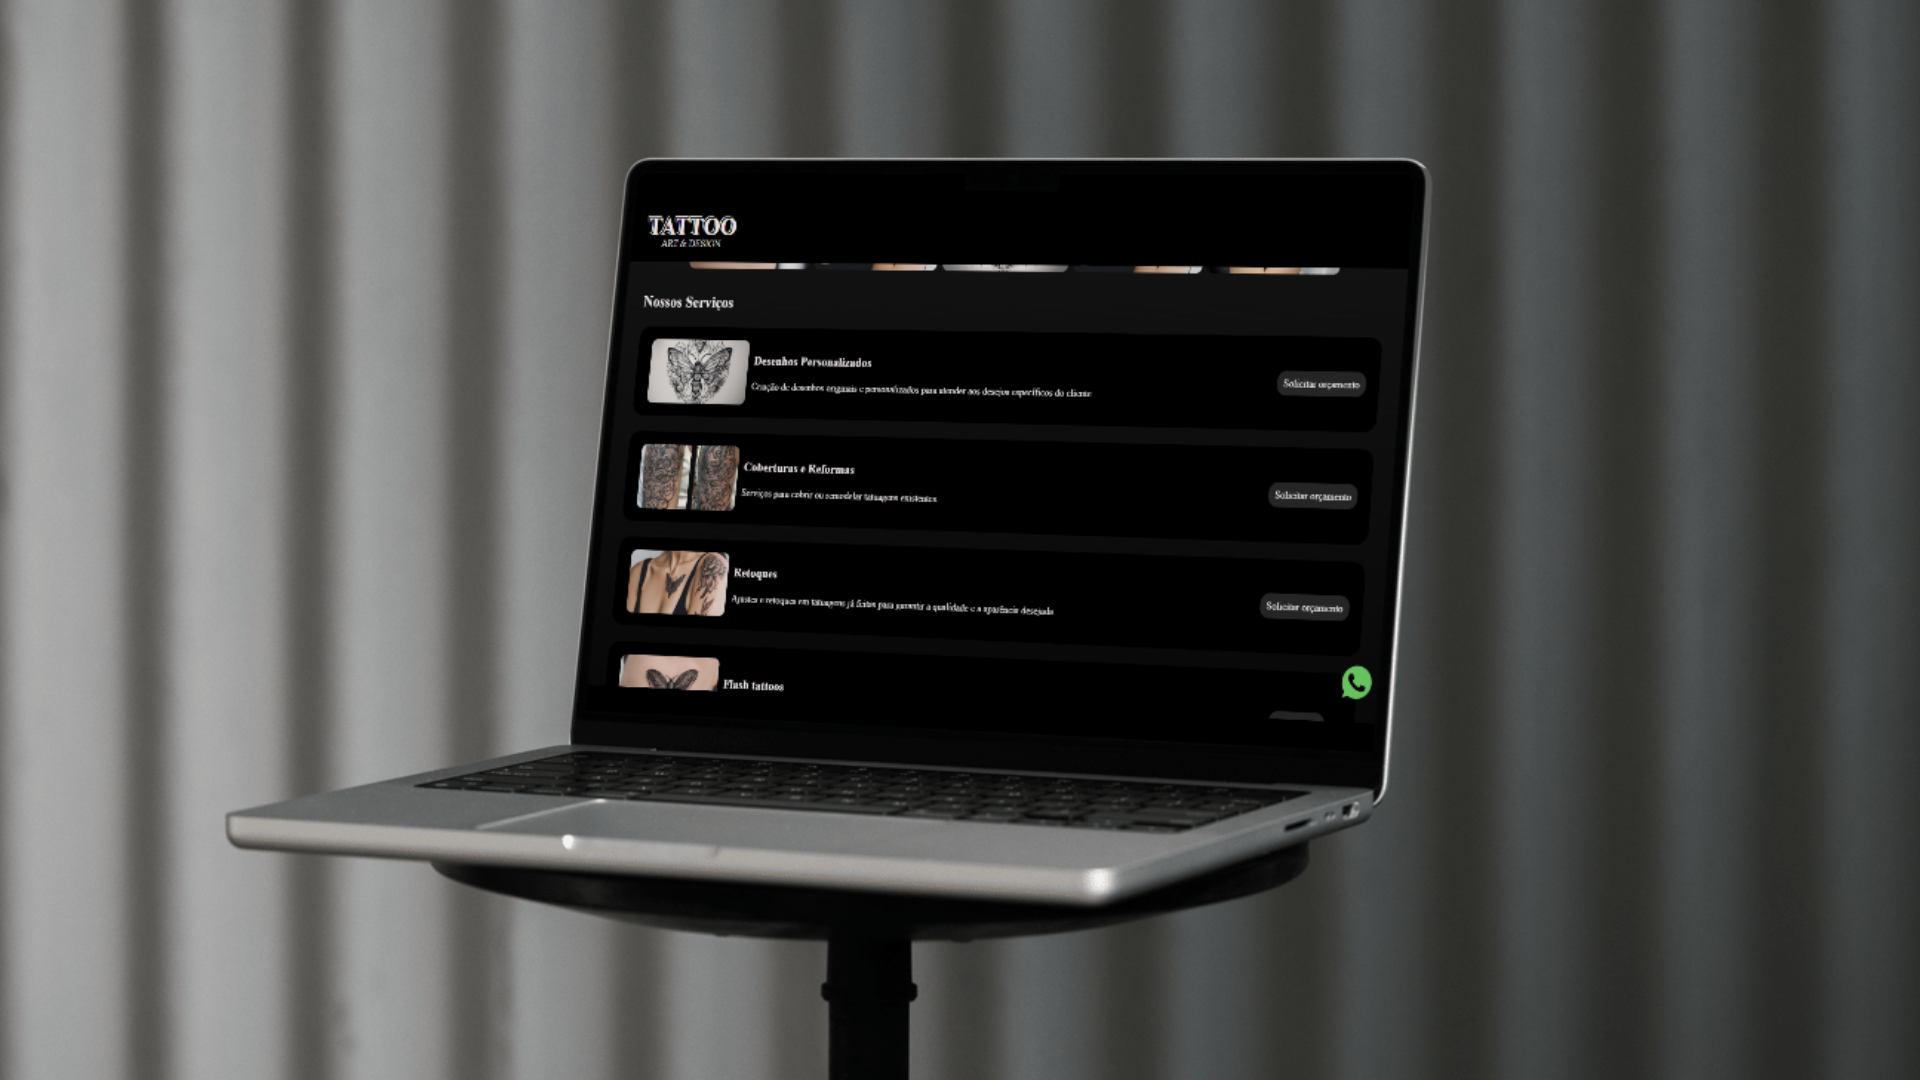 TATTOO
ART & DESIGN
Nossos Serviços
Desenhos Personalizados
Criação de desenhos originais e personalizados para atender aos desejos específicos do cliente
Solicitar orçamento
Coberturas e Reformas
Serviços para cobrir ou remodelar tatuagens existentes
Solicitar orçamento
Retoques
Ajustes e retoques em tatuagens já feitas para garantir a qualidade e a aparência desejada
Solicitar orçamento
Flash tattoos